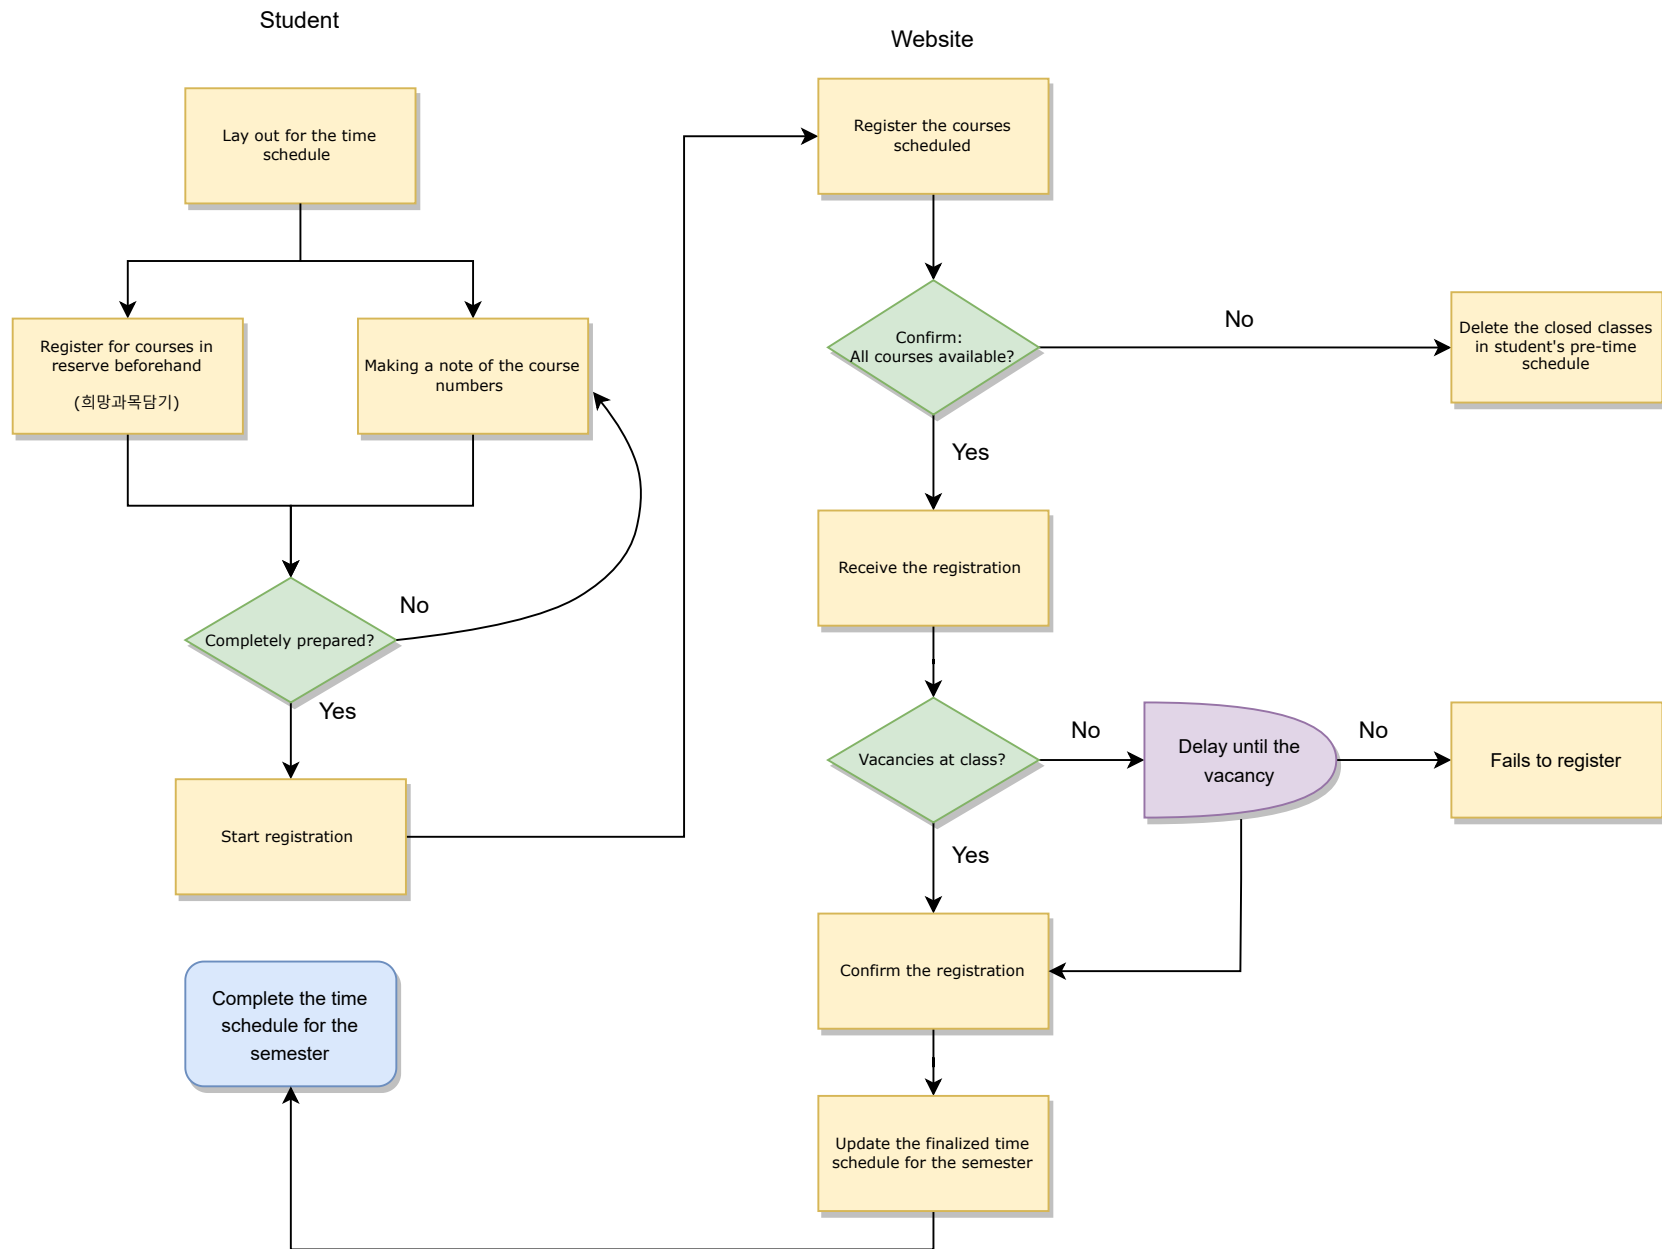 Student
Website
Lay out for the time
schedule
Register the courses
scheduled
Register for courses in
reserve beforehand
(희망과목담기)
Making a note of the course
numbers
Confirm:
All courses available?
No
Delete the closed classes
in student's pre-time
schedule
Yes
Receive the registration
Completely prepared?
No
Yes
Start registration
Vacancies at class?
No
Delay until the
vacancy
No
Fails to register
Yes
Confirm the registration
Complete the time
schedule for the
semester
Update the finalized time
schedule for the semester